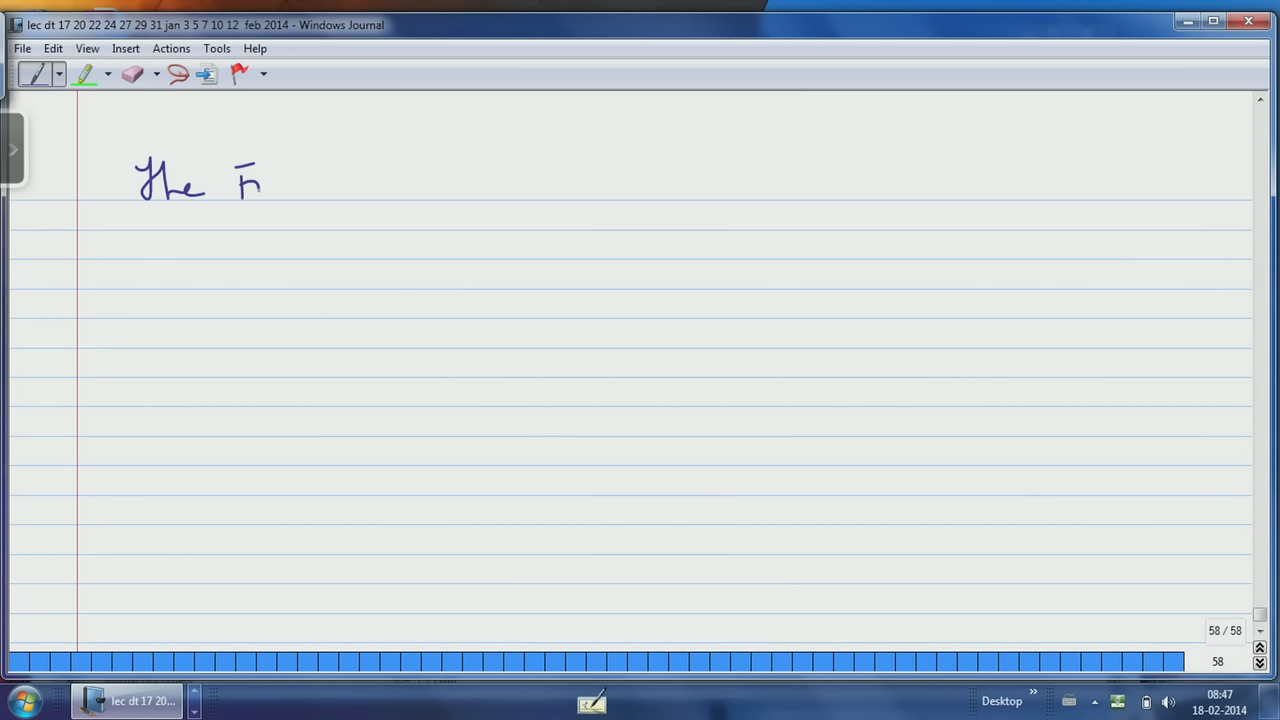 lec dt 17 20 22 24 27 29 31 jan 3 5 7 10 12 feb 2014 - Windows Journal
File Edit View Insert Actions Tools Help
The
58 / 58
58
lec dt 17 20...
Desktop
08:47
18-02-2014